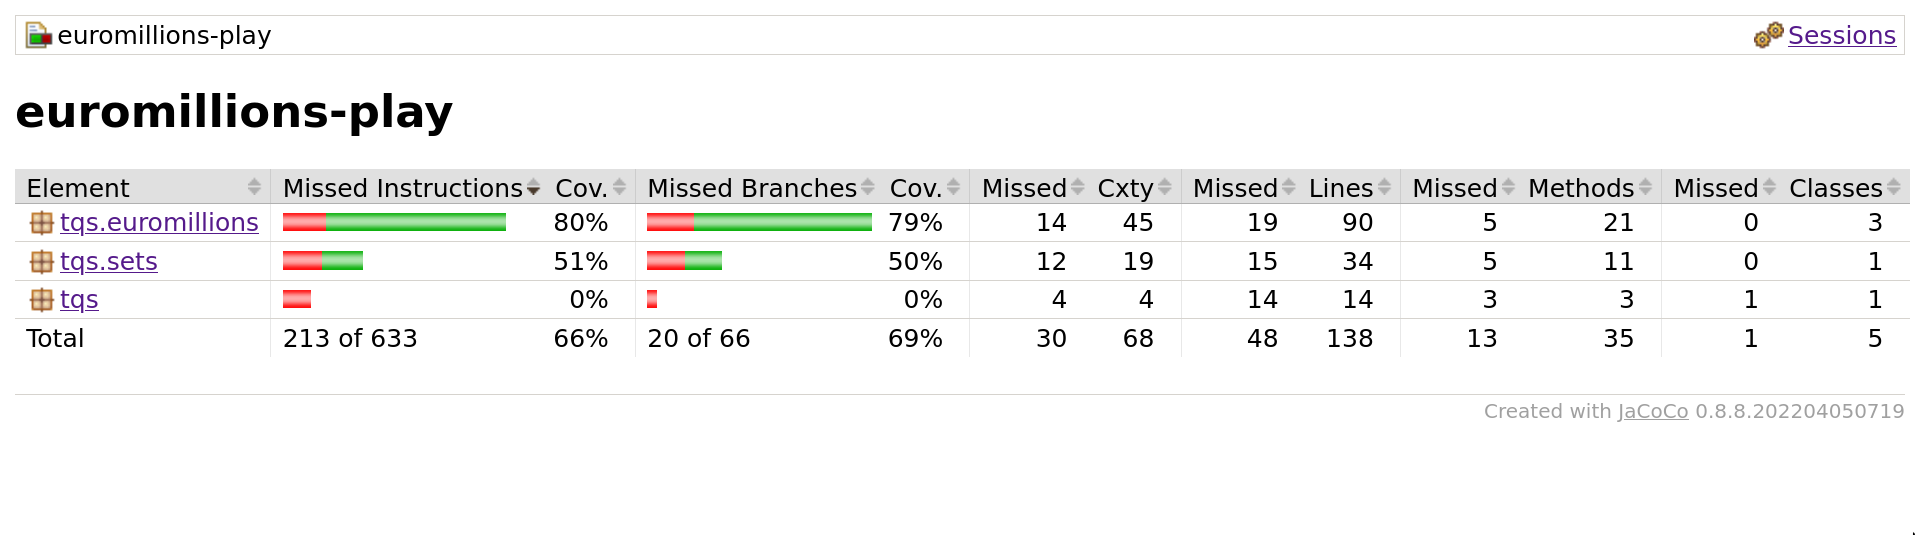 euromillions-play Sessions
euromillions-play
Element Missed Instructions Cov. Missed Branches Cov. Missed Cxty Missed Lines Missed Methods Missed Classes
tqs.euromillions 80% 79% 14 45 19 90 5 21 0 3
tqs.sets 51% 50% 12 19 15 34 5 11 0 1
tqs 0% 0% 4 4 14 14 3 3 1 1
Total 213 of 633 66% 20 of 66 69% 30 68 48 138 13 35 1 5
Created with JaCoCo 0.8.8.202204050719